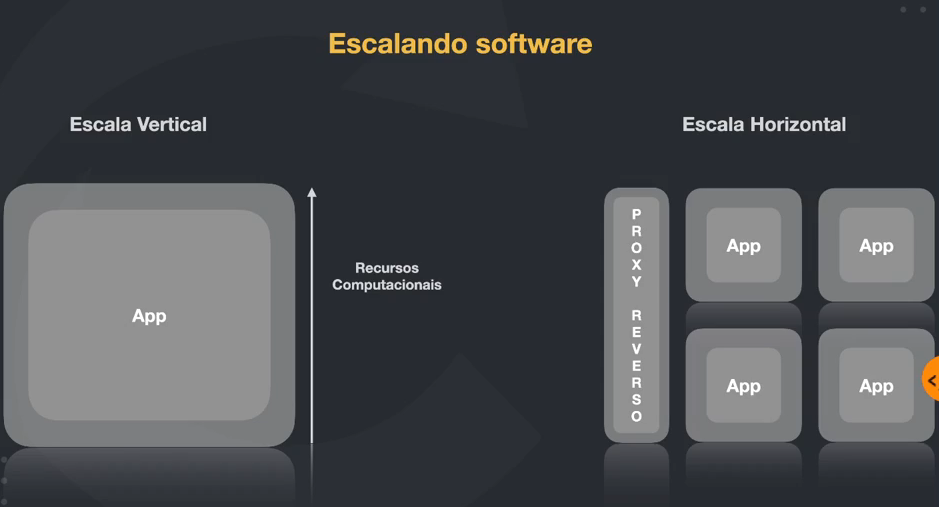 Escalando software
Escala Vertical
App
Recursos
Computacionais
Escala Horizontal
PROXY REVERSO
App
App
App
App